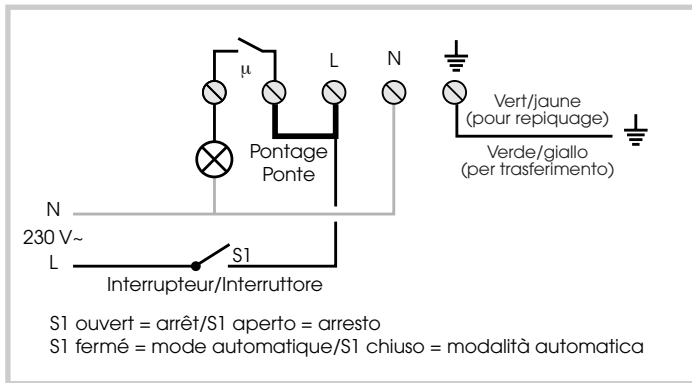 μ
L
N
Vert/jaune
(pour repiquage)
Verde/giallo
(per trasferimento)
Pontage
Ponte
N
230 V~
L
S1
Interrupteur/Interruttore
S1 ouvert = arrêt/S1 aperto = arresto
S1 fermé = mode automatique/S1 chiuso = modalità automatica